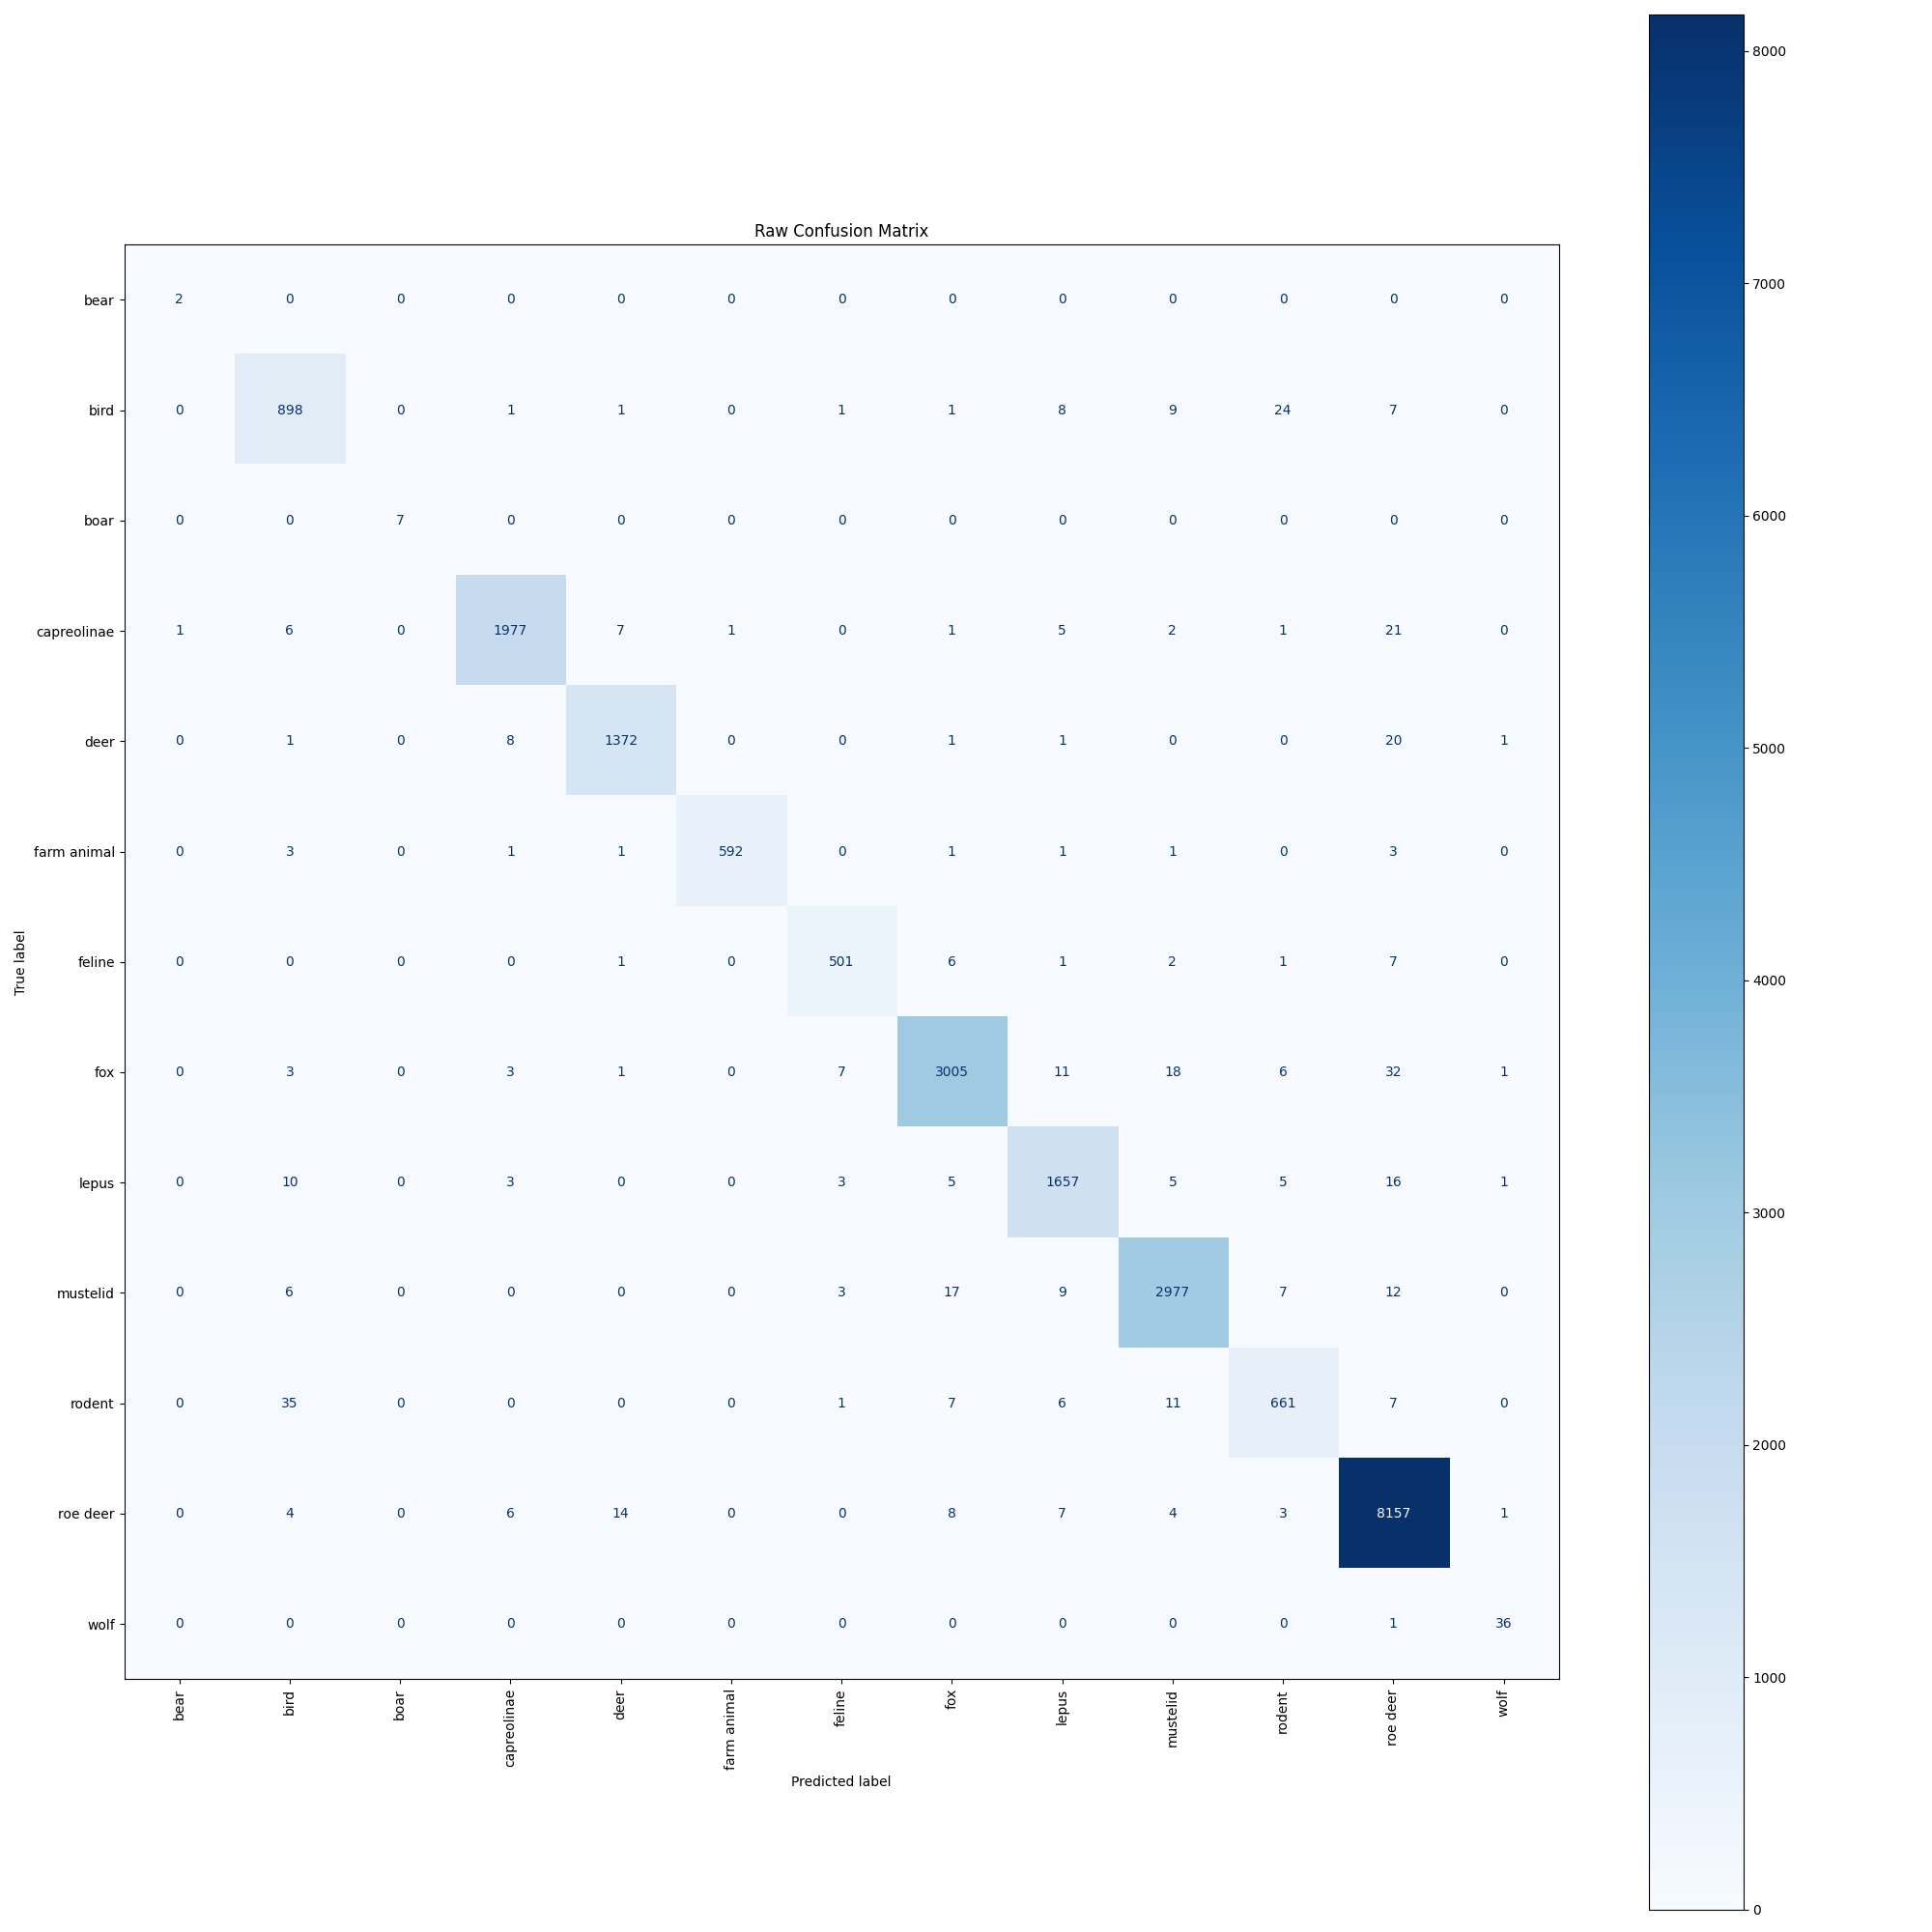 Raw Confusion Matrix
bear 2 0 0 0 0 0 0 0 0 0 0 0 0
bird 0 898 0 1 1 0 1 1 8 9 24 7 0
boar 0 0 7 0 0 0 0 0 0 0 0 0 0
capreolinae 1 6 0 1977 7 1 0 1 5 2 1 21 0
deer 0 1 0 8 1372 0 0 1 1 0 0 20 1
farm animal 0 3 0 1 1 592 0 1 1 1 0 3 0
feline 0 0 0 0 1 0 501 6 1 2 1 7 0
fox 0 3 0 3 1 0 7 3005 11 18 6 32 1
lepus 0 10 0 3 0 0 3 5 1657 5 5 16 1
mustelid 0 6 0 0 0 0 3 17 9 2977 7 12 0
rodent 0 35 0 0 0 0 1 7 6 11 661 7 0
roe deer 0 4 0 6 14 0 0 8 7 4 3 8157 1
wolf 0 0 0 0 0 0 0 0 0 0 0 1 36
bear bird boar capreolinae deer farm animal feline fox lepus mustelid rodent roe deer wolf
Predicted label
True label
8000
7000
6000
5000
4000
3000
2000
1000
0